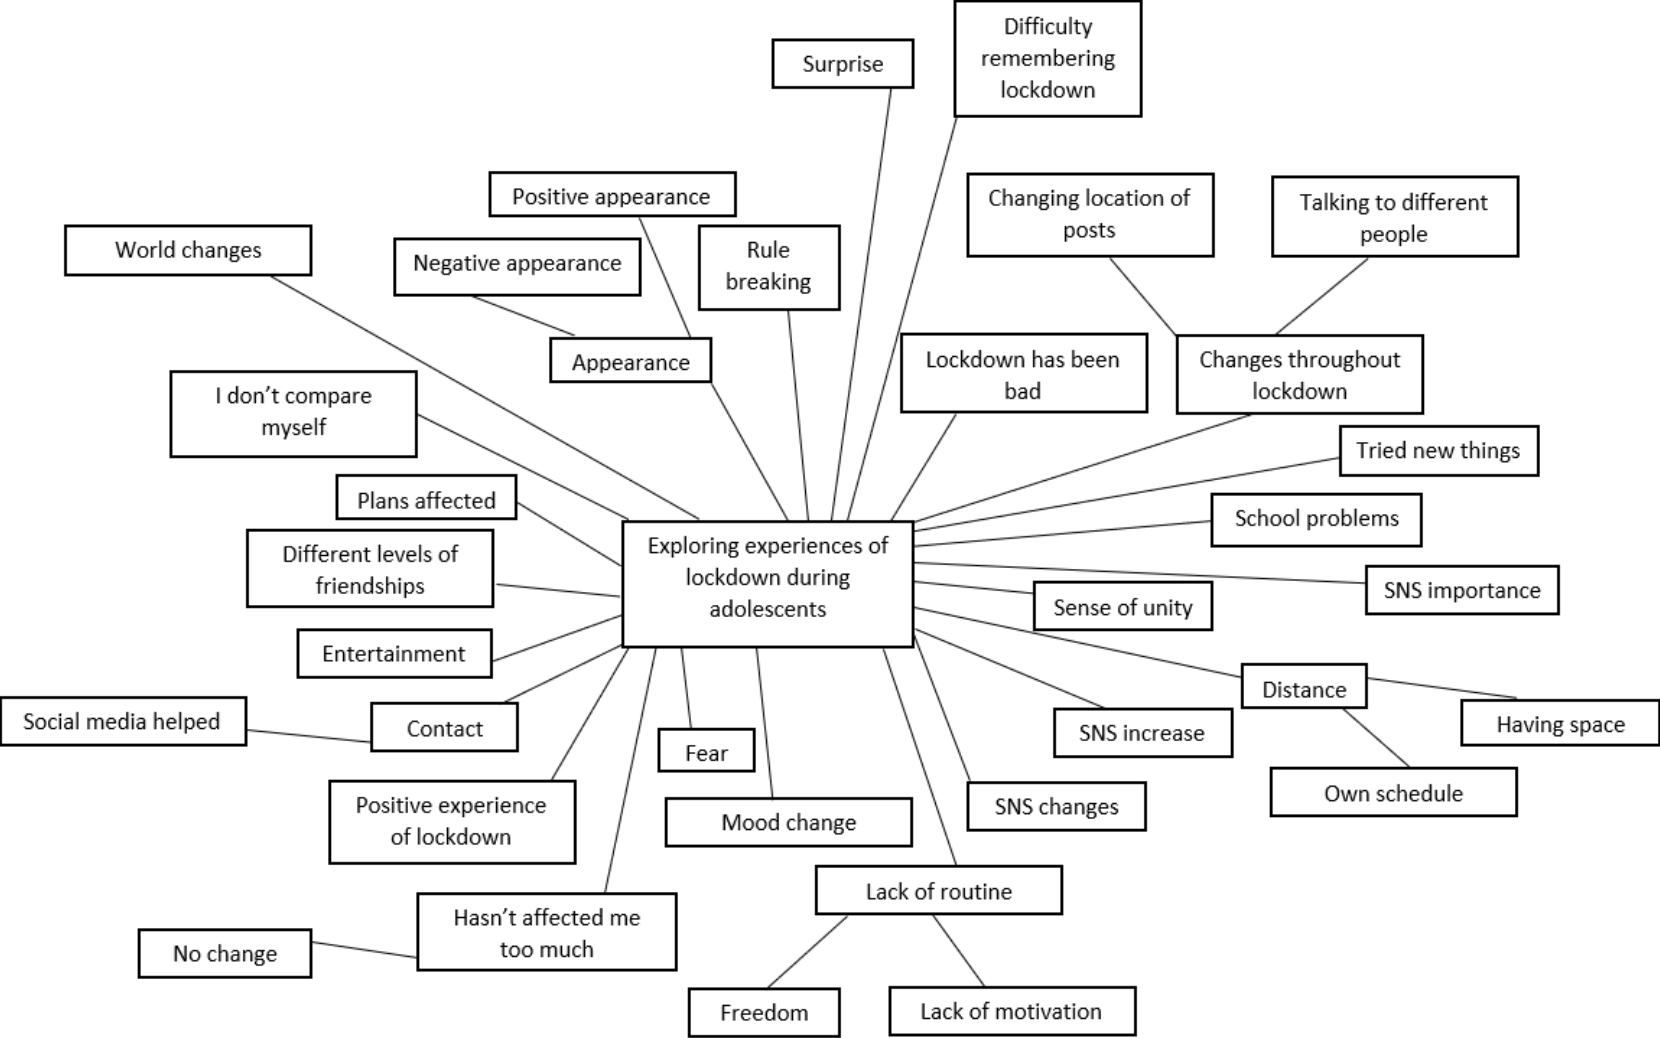 Difficulty
remembering
lockdown
Surprise
Positive appearance
Changing location of
posts
Talking to different
people
World changes
Negative appearance
Rule
breaking
Appearance
Lockdown has been
bad
Changes throughout
lockdown
I don’t compare
myself
Tried new things
Plans affected
School problems
Exploring experiences of
lockdown during
adolescents
Different levels of
friendships
SNS importance
Sense of unity
Entertainment
Distance
Social media helped
Contact
Having space
SNS increase
Fear
Own schedule
Positive experience
of lockdown
SNS changes
Mood change
Lack of routine
Hasn’t affected me
too much
No change
Freedom
Lack of motivation